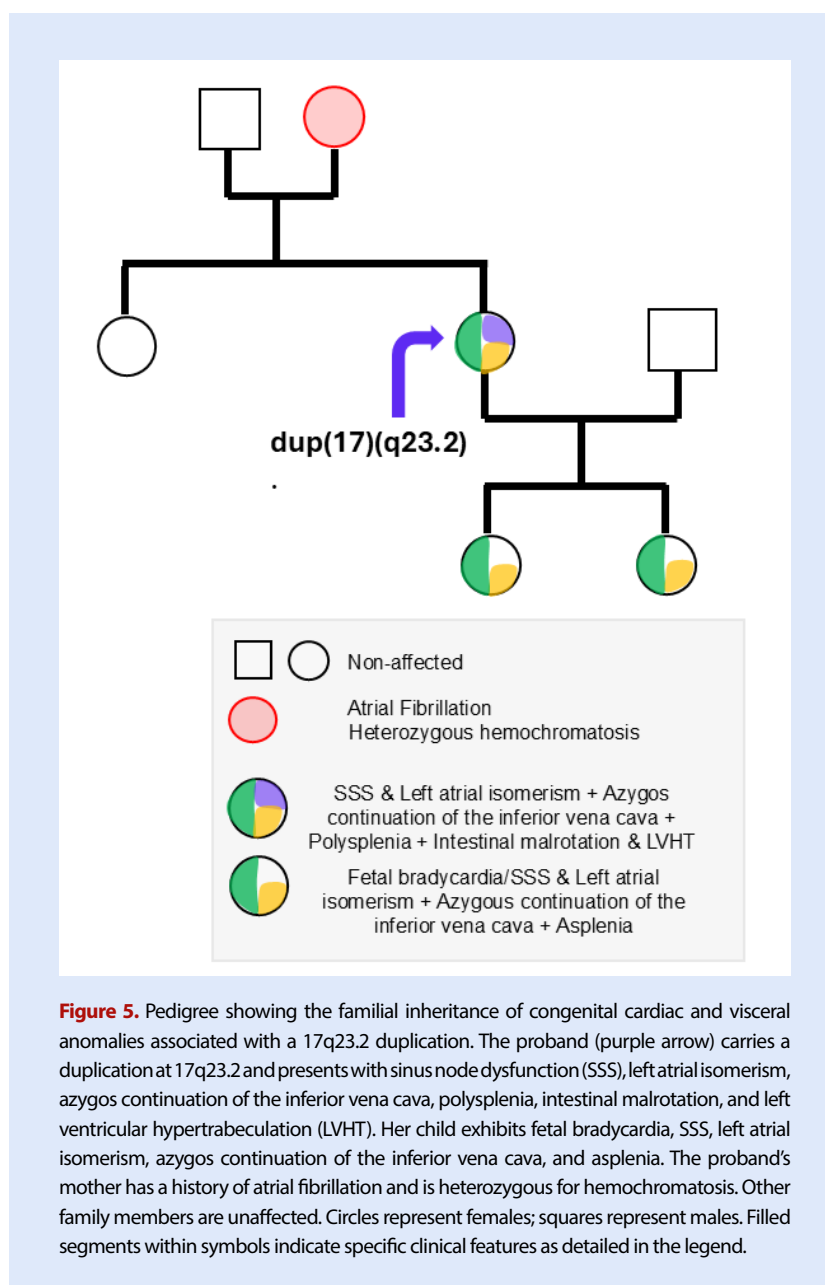 dup(17)(q23.2)
.
Non-affected
Atrial Fibrillation
Heterozygous hemochromatosis
SSS & Left atrial isomerism + Azygos
continuation of the inferior vena cava +
Polysplenia + Intestinal malrotation & LVHT
Fetal bradycardia/SSS & Left atrial
isomerism + Azygous continuation of the
inferior vena cava + Asplenia
Figure 5. Pedigree showing the familial inheritance of congenital cardiac and visceral
anomalies associated with a 17q23.2 duplication. The proband (purple arrow) carries a
duplication at 17q23.2 and presents with sinus node dysfunction (SSS), left atrial isomerism,
azygos continuation of the inferior vena cava, polysplenia, intestinal malrotation, and left
ventricular hypertrabeculation (LVHT). Her child exhibits fetal bradycardia, SSS, left atrial
isomerism, azygos continuation of the inferior vena cava, and asplenia. The proband's
mother has a history of atrial fibrillation and is heterozygous for hemochromatosis. Other
family members are unaffected. Circles represent females; squares represent males. Filled
segments within symbols indicate specific clinical features as detailed in the legend.